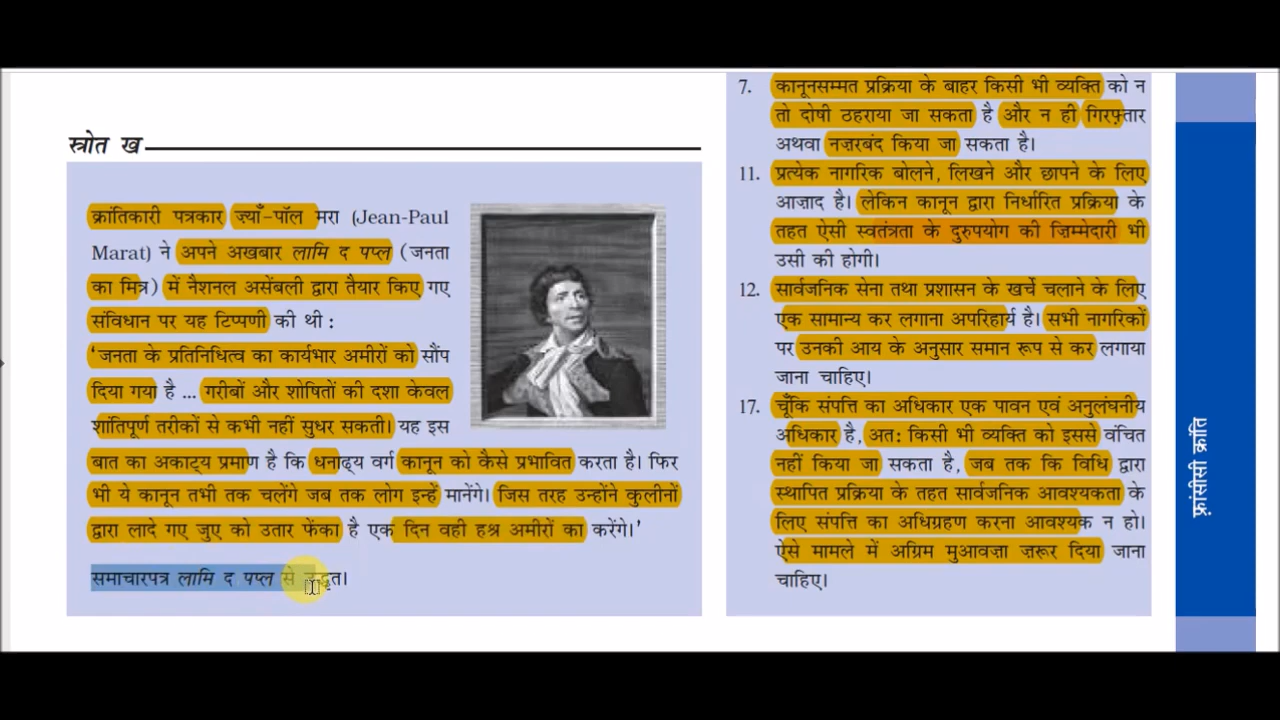 स्त्रोत ख
क्रांतिकारी पत्रकार ज्याँ-पॉल मरा (Jean-Paul
Marat) ने अपने अखबार लामि द पप्ल (जनता
का मित्र) में नैशनल असेंबली द्वारा तैयार किए गए
संविधान पर यह टिप्पणी की थी :
‘जनता के प्रतिनिधित्व का कार्यभार अमीरों को सौंप
दिया गया है ... गरीबों और शोषितों की दशा केवल
शांतिपूर्ण तरीकों से कभी नहीं सुधर सकती। यह इस
बात का अकाट्य प्रमाण है कि धनाढ्य वर्ग कानून को कैसे प्रभावित करता है। फिर
भी ये कानून तभी तक चलेंगे जब तक लोग इन्हें मानेंगे। जिस तरह उन्होंने कुलीनों
द्वारा लादे गए जुए को उतार फेंका है एक दिन वही हश्र अमीरों का करेंगे।’
समाचारपत्र लामि द पप्ल से उद्धृत।
7. कानूनसम्मत प्रक्रिया के बाहर किसी भी व्यक्ति को न
तो दोषी ठहराया जा सकता है और न ही गिरफ़्तार
अथवा नज़रबंद किया जा सकता है।
11. प्रत्येक नागरिक बोलने, लिखने और छापने के लिए
आज़ाद है। लेकिन कानून द्वारा निर्धारित प्रक्रिया के
तहत ऐसी स्वतंत्रता के दुरुपयोग की ज़िम्मेदारी भी
उसी की होगी।
12. सार्वजनिक सेना तथा प्रशासन के खर्चे चलाने के लिए
एक सामान्य कर लगाना अपरिहार्य है। सभी नागरिकों
पर उनकी आय के अनुसार समान रूप से कर लगाया
जाना चाहिए।
17. चूँकि संपत्ति का अधिकार एक पावन एवं अनुलंघनीय
अधिकार है, अतः किसी भी व्यक्ति को इससे वंचित
नहीं किया जा सकता है, जब तक कि विधि द्वारा
स्थापित प्रक्रिया के तहत सार्वजनिक आवश्यकता के
लिए संपत्ति का अधिग्रहण करना आवश्यक न हो।
ऐसे मामले में अग्रिम मुआवज़ा ज़रूर दिया जाना
चाहिए।
फ़्रांसीसी क्रांति